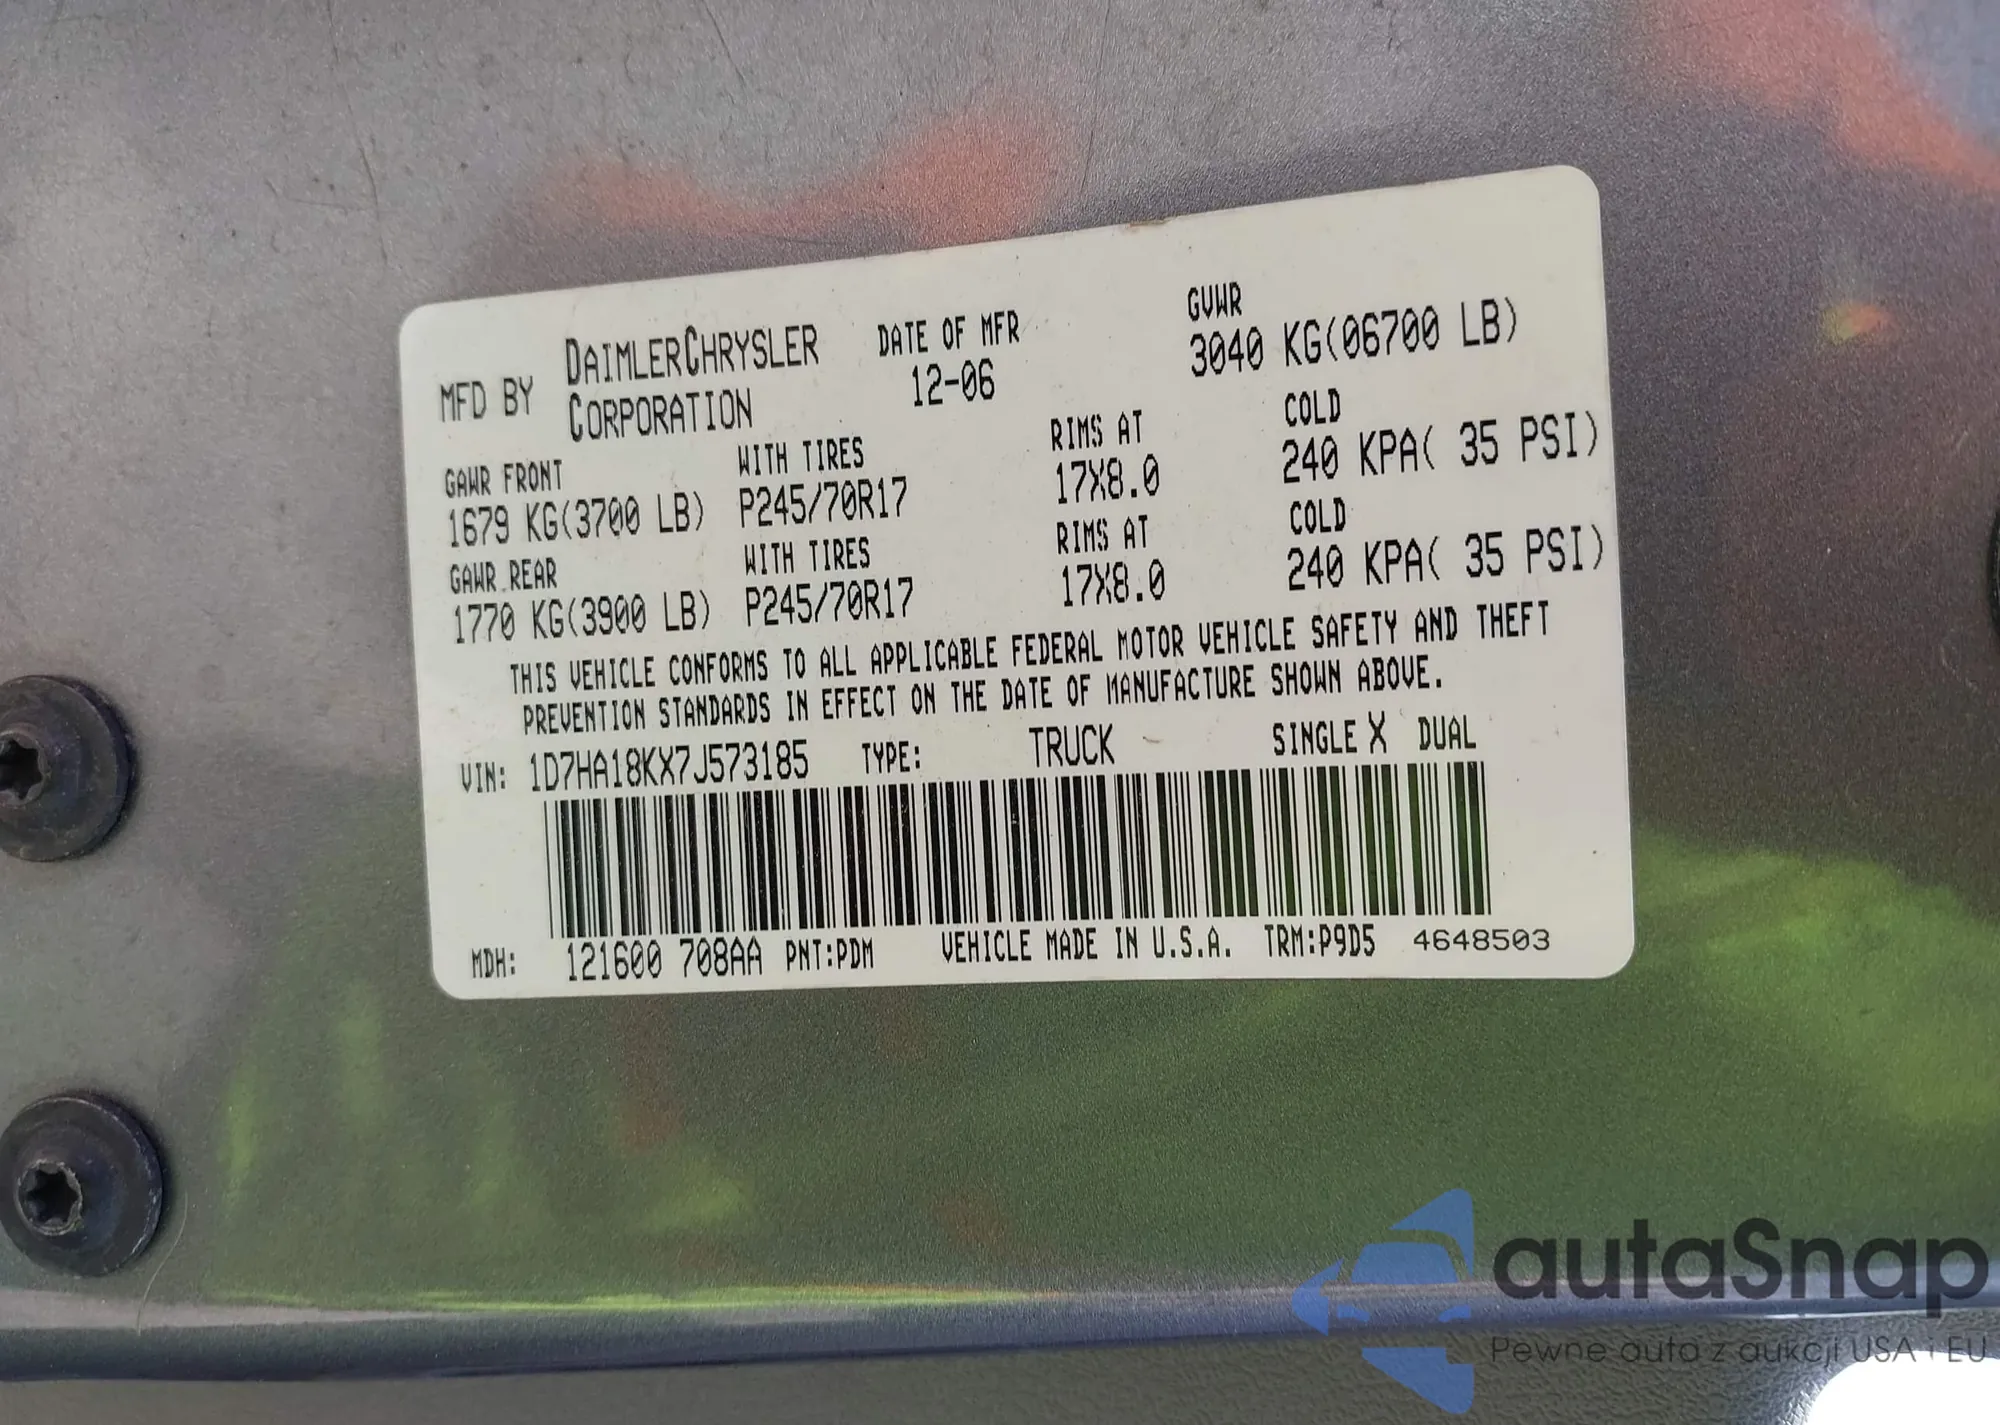 MFD BY DAIMLERCHRYSLER CORPORATION DATE OF MFR 12-06 GVWR 3040 KG(06700 LB)
GAWR FRONT WITH TIRES RIMS AT COLD
1679 KG(3700 LB) P245/70R17 17X8.0 240 KPA( 35 PSI)
GAWR REAR WITH TIRES RIMS AT COLD
1770 KG(3900 LB) P245/70R17 17X8.0 240 KPA( 35 PSI)
THIS VEHICLE CONFORMS TO ALL APPLICABLE FEDERAL MOTOR VEHICLE SAFETY AND THEFT
PREVENTION STANDARDS IN EFFECT ON THE DATE OF MANUFACTURE SHOWN ABOVE.
VIN: 1D7HA18KX7J573185 TYPE: TRUCK SINGLE X DUAL
MDH: 121600 708AA PNT:PDM VEHICLE MADE IN U.S.A. TRM:P9D5 4648503
autaSnap
Pewne auta z aukcji USA i EU